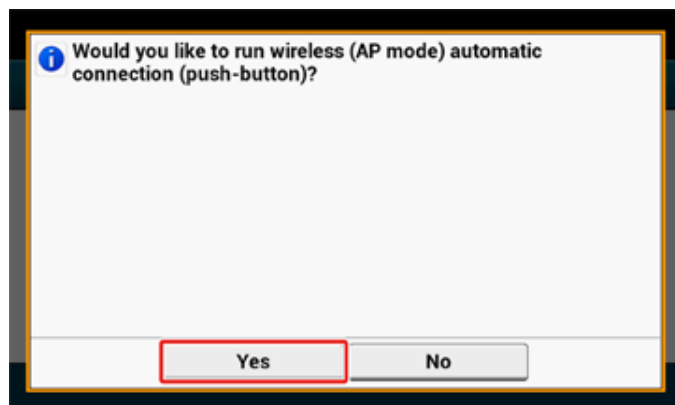 Would you like to run wireless (AP mode) automatic
connection (push-button)?
Yes
No